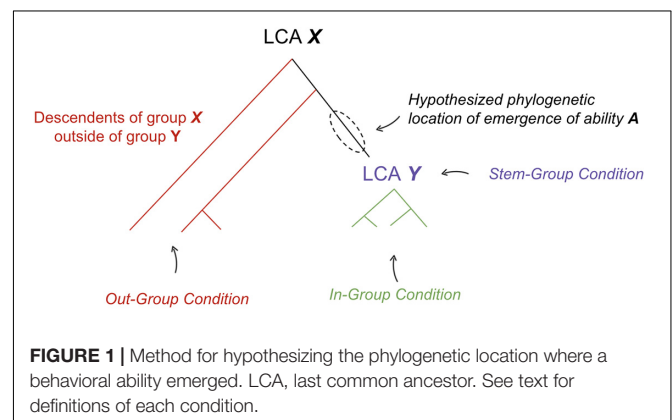 LCA X
Descendents of group X
outside of group Y
Hypothesized phylogenetic
location of emergence of ability A
LCA Y
Stem-Group Condition
Out-Group Condition
In-Group Condition
FIGURE 1 | Method for hypothesizing the phylogenetic location where a
behavioral ability emerged. LCA, last common ancestor. See text for
definitions of each condition.